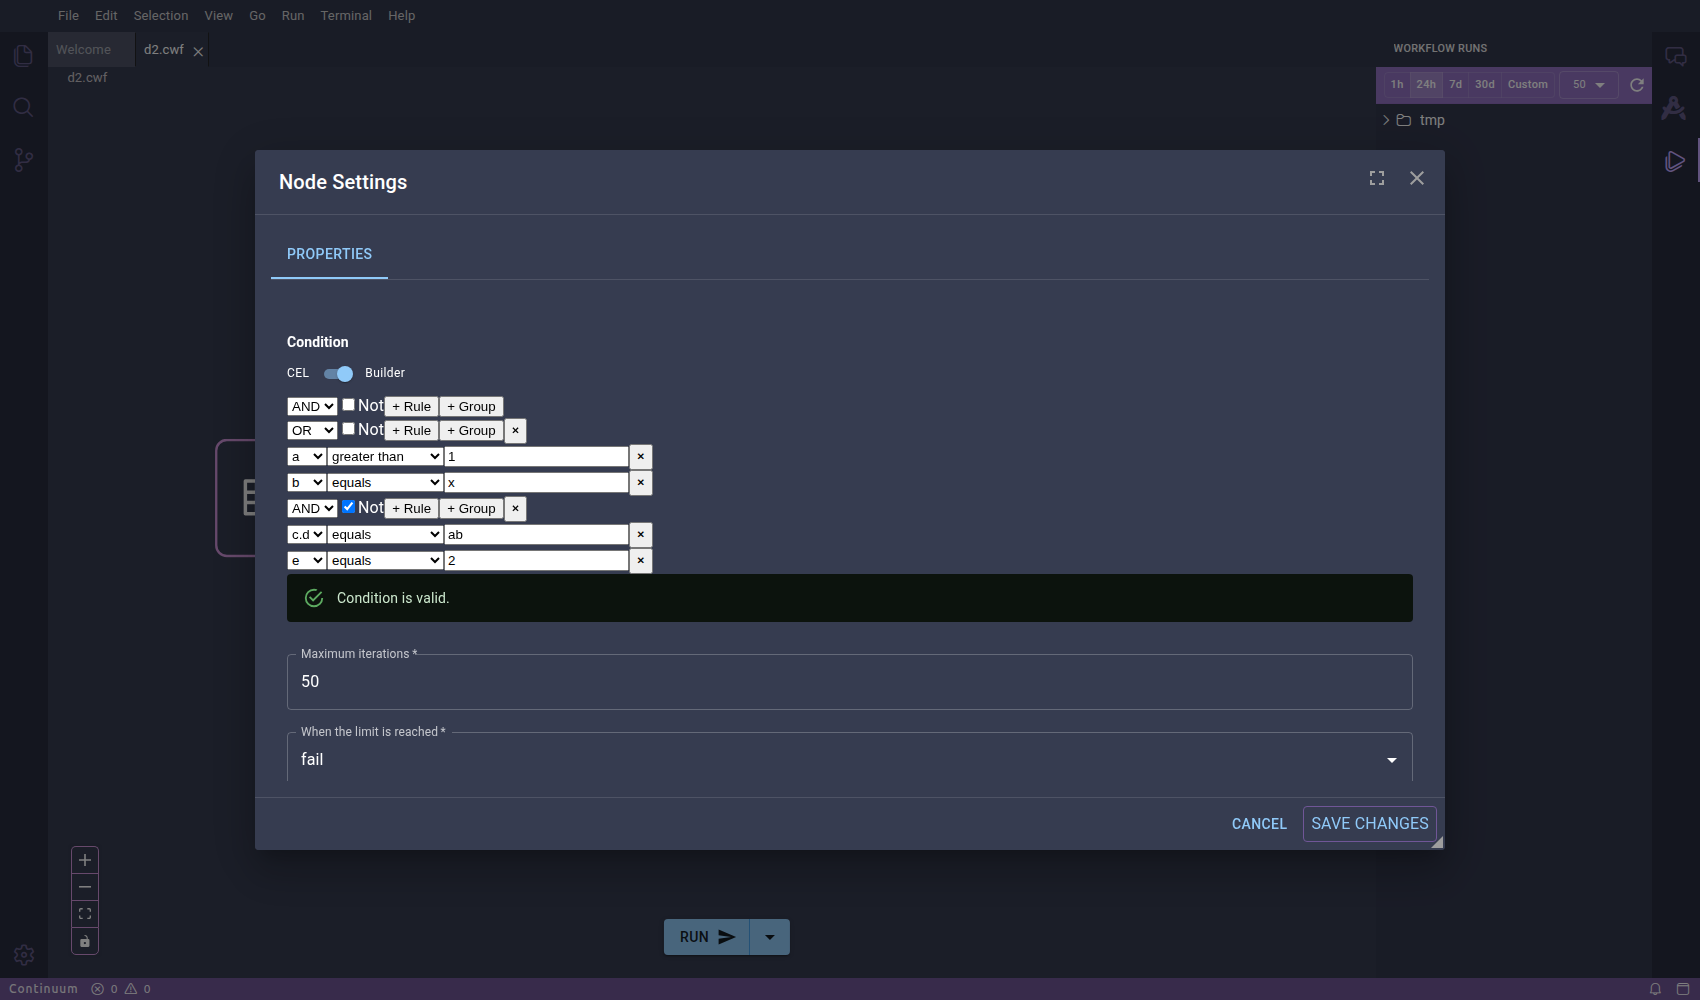 File Edit Selection View Go Run Terminal Help
Welcome d2.cwf
WORKFLOW RUNS
d2.cwf
1h 24h 7d 30d Custom 50
tmp
Node Settings
PROPERTIES
Condition
CEL Builder
AND Not + Rule + Group
OR Not + Rule + Group ×
a greater than 1 ×
b equals x ×
AND Not + Rule + Group ×
c.d equals ab ×
e equals 2 ×
Condition is valid.
Maximum iterations *
50
When the limit is reached *
fail
CANCEL SAVE CHANGES
RUN
Continuum 0 0